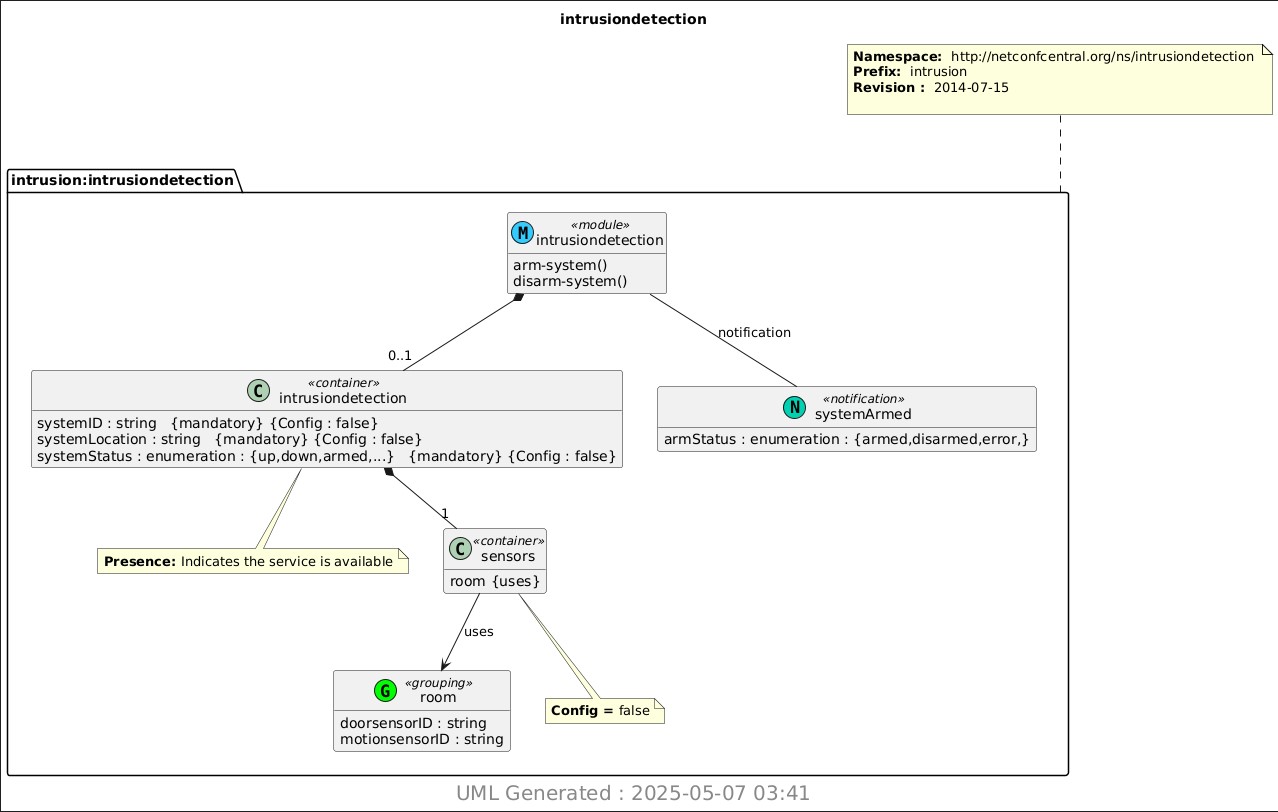 intrusiondetection
Namespace: http://netconfcentral.org/ns/intrusiondetection
Prefix: intrusion
Revision : 2014-07-15
intrusion:intrusiondetection
M
«module»
intrusiondetection
arm-system()
disarm-system()
notification
0..1
C
«container»
intrusiondetection
systemID : string {mandatory} {Config : false}
systemLocation : string {mandatory} {Config : false}
systemStatus : enumeration : {up,down,armed,...} {mandatory} {Config : false}
N
«notification»
systemArmed
armStatus : enumeration : {armed,disarmed,error,}
1
Presence: Indicates the service is available
C
«container»
sensors
room {uses}
uses
G
«grouping»
room
doorsensorID : string
motionsensorID : string
Config = false
UML Generated : 2025-05-07 03:41